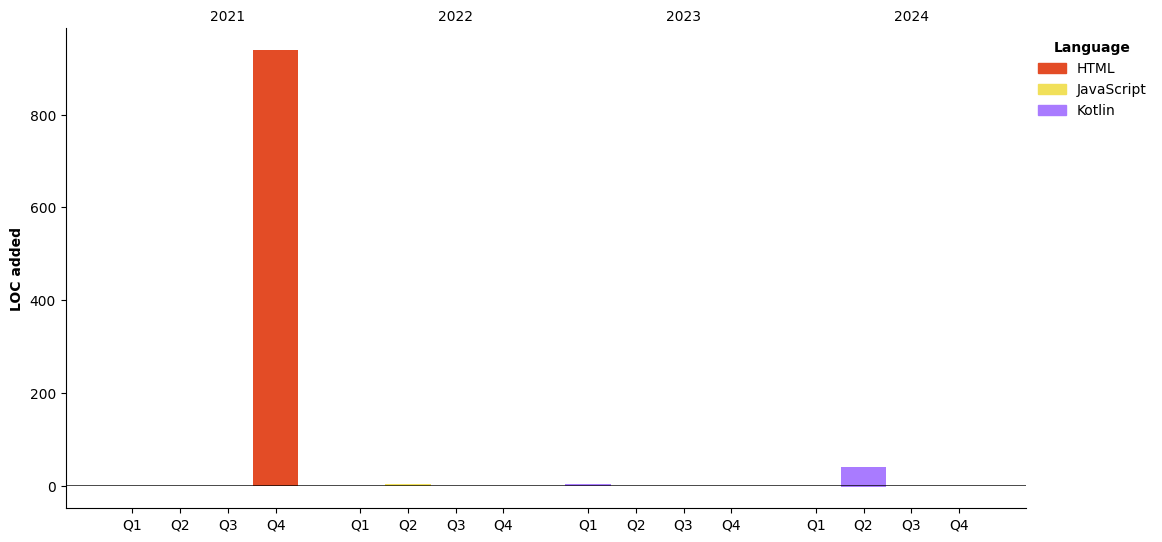 2021 2022 2023 2024
Language
HTML
JavaScript
Kotlin
LOC added
800
600
400
200
0
Q1 Q2 Q3 Q4 Q1 Q2 Q3 Q4 Q1 Q2 Q3 Q4 Q1 Q2 Q3 Q4